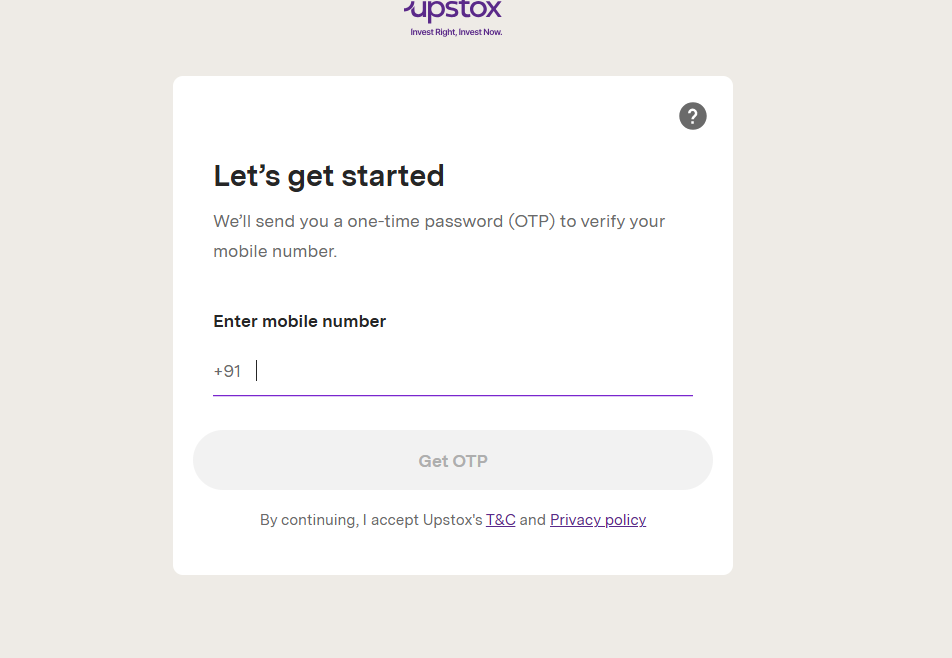 upstox
Invest Right, Invest Now.
?
Let’s get started
We’ll send you a one-time password (OTP) to verify your
mobile number.
Enter mobile number
+91
Get OTP
By continuing, I accept Upstox's T&C and Privacy policy